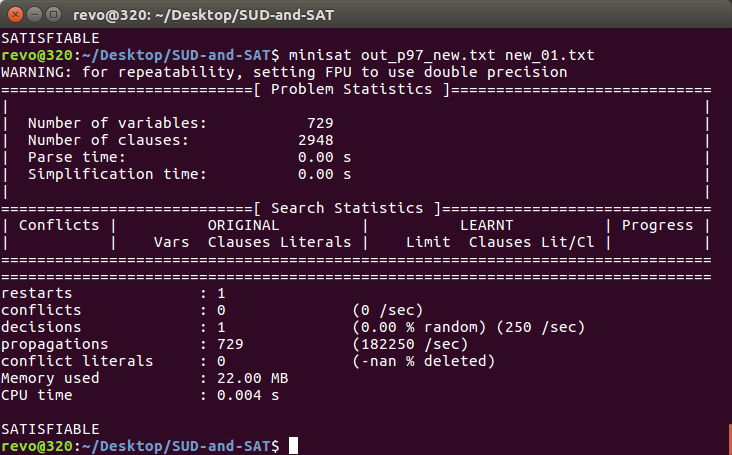 revo@320: ~/Desktop/SUD-and-SAT
SATISFIABLE
revo@320:~/Desktop/SUD-and-SAT$ minisat out_p97_new.txt new_01.txt
WARNING: for repeatability, setting FPU to use double precision
============================[ Problem Statistics ]=============================
|                                                                             |
|  Number of variables:           729                                         |
|  Number of clauses:            2948                                         |
|  Parse time:                   0.00 s                                       |
|  Simplification time:          0.00 s                                       |
|                                                                             |
============================[ Search Statistics ]==============================
| Conflicts |          ORIGINAL         |          LEARNT          | Progress |
|           |    Vars  Clauses Literals |    Limit  Clauses Lit/Cl |          |
===============================================================================
===============================================================================
restarts              : 1
conflicts             : 0              (0 /sec)
decisions             : 1              (0.00 % random) (250 /sec)
propagations          : 729            (182250 /sec)
conflict literals     : 0              (-nan % deleted)
Memory used           : 22.00 MB
CPU time              : 0.004 s
SATISFIABLE
revo@320:~/Desktop/SUD-and-SAT$